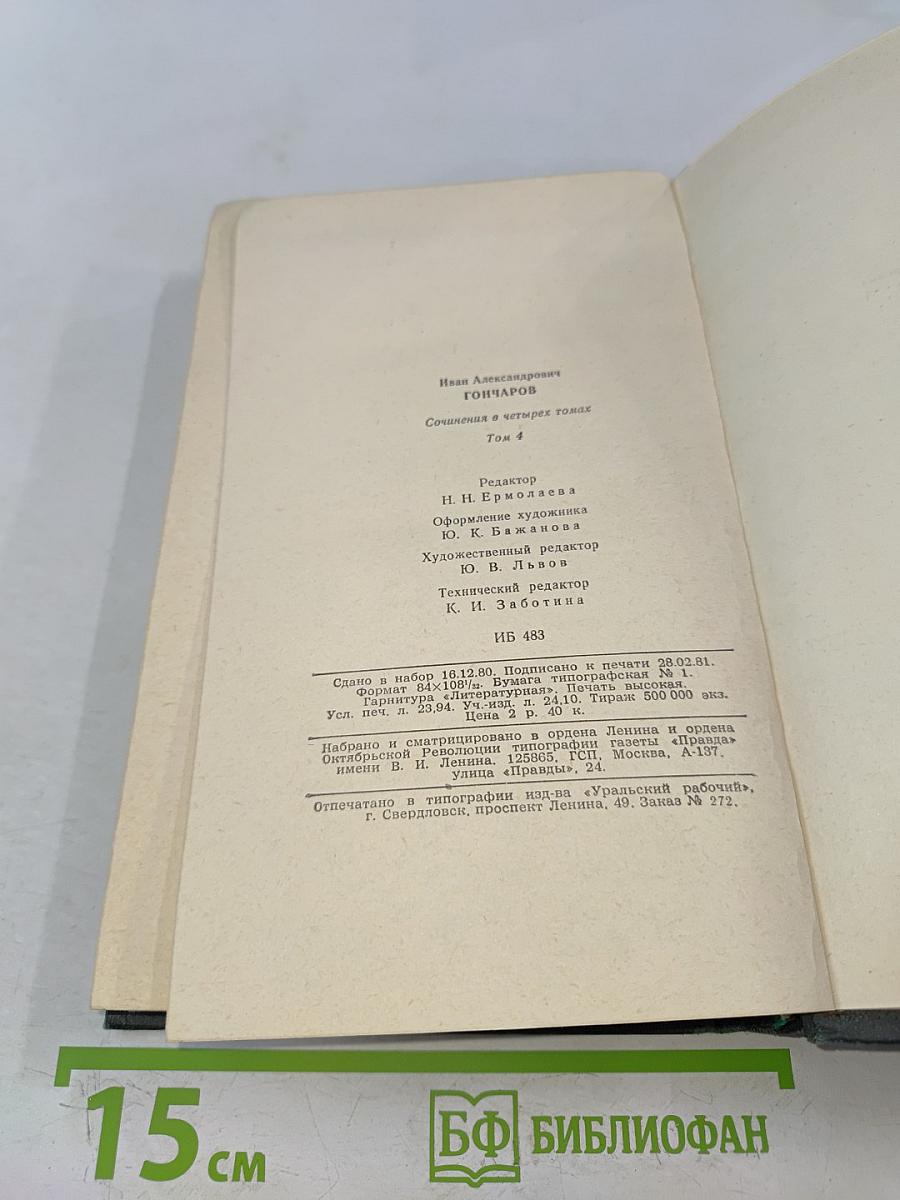 Иван Александрович
ГОНЧАРОВ
Сочинения в четырех томах
Том 4
Редактор
Н. Н. Ермолаева
Оформление художника
Ю. К. Бажанова
Художественный редактор
Ю. В. Львов
Технический редактор
К. И. Заботина
ИБ 483
Сдано в набор 16.12.80. Подписано к печати 28.02.81.
Формат 84×108¹/₃₂. Бумага типографская № 1.
Гарнитура «Литературная». Печать высокая.
Усл. печ. л. 23,94. Уч.-изд. л. 24,10. Тираж 500 000 экз.
Цена 2 р. 40 к.
Набрано и сматрицировано в ордена Ленина и ордена
Октябрьской Революции типографии газеты «Правда»
имени В. И. Ленина. 125865, ГСП, Москва, А-137,
улица «Правды», 24.
Отпечатано в типографии изд-ва «Уральский рабочий»,
г. Свердловск, проспект Ленина, 49. Заказ № 272.
15 см
БФ БИБЛИОФАН